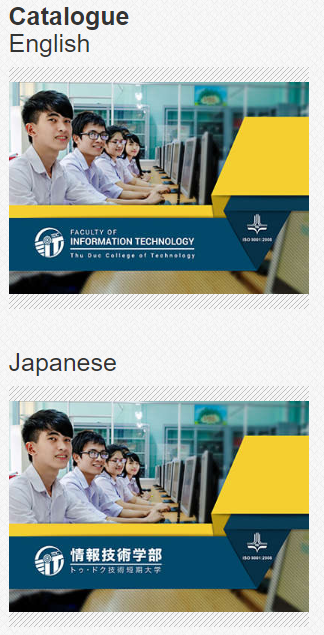 Catalogue
English
FACULTY OF
INFORMATION TECHNOLOGY
Thu Duc College of Technology
ISO 9001:2008
Japanese
情報技術学部
トゥ・ドク技術短期大学
ISO 9001:2008